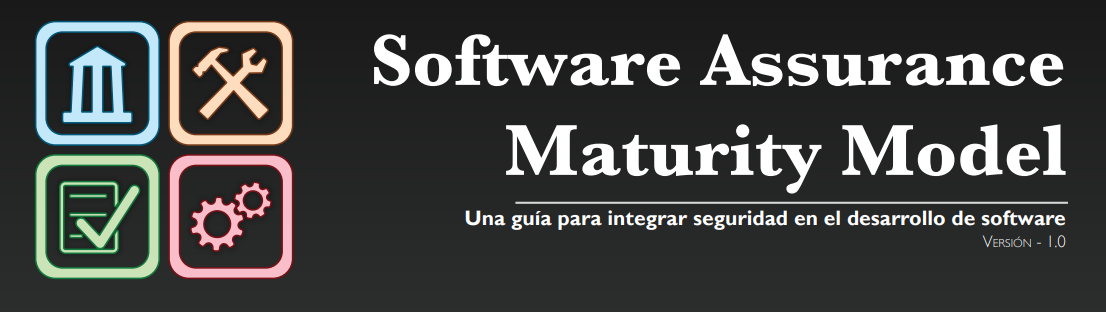 Software Assurance
Maturity Model
Una guía para integrar seguridad en el desarrollo de software
Versión - 1.0